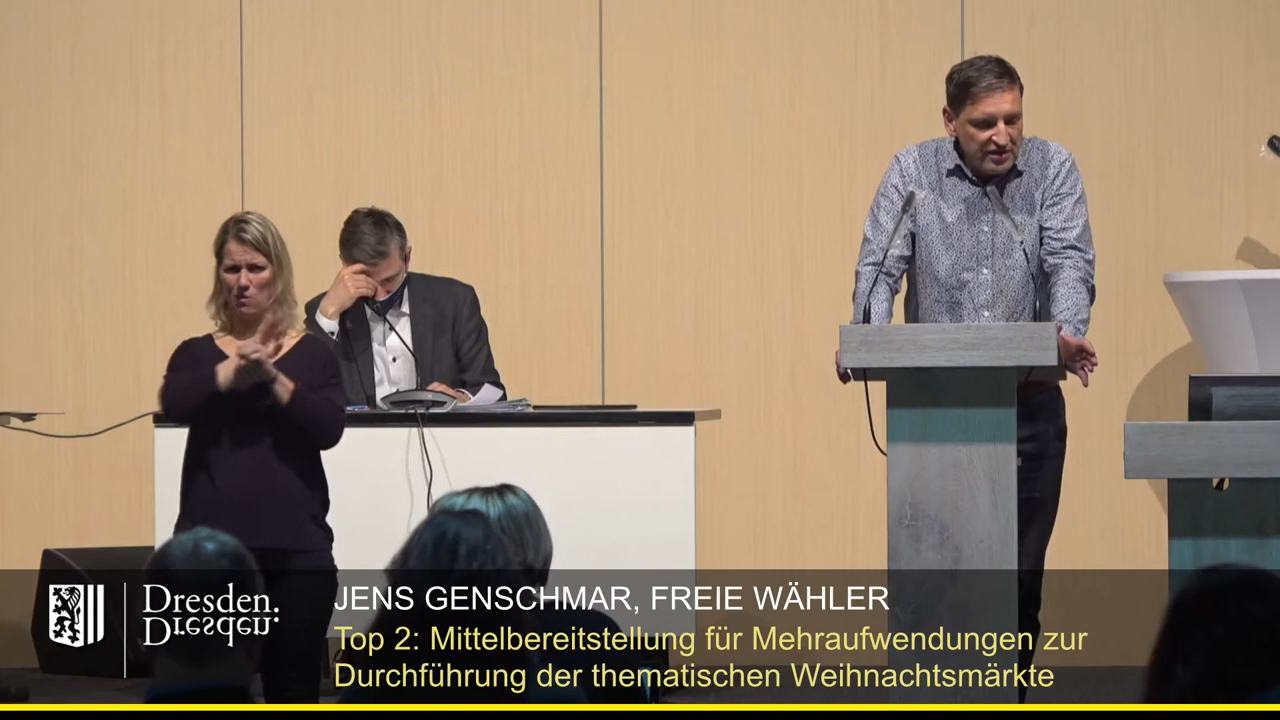 Dresden.
Dresden.
JENS GENSCHMAR, FREIE WÄHLER
Top 2: Mittelbereitstellung für Mehraufwendungen zur
Durchführung der thematischen Weihnachtsmärkte